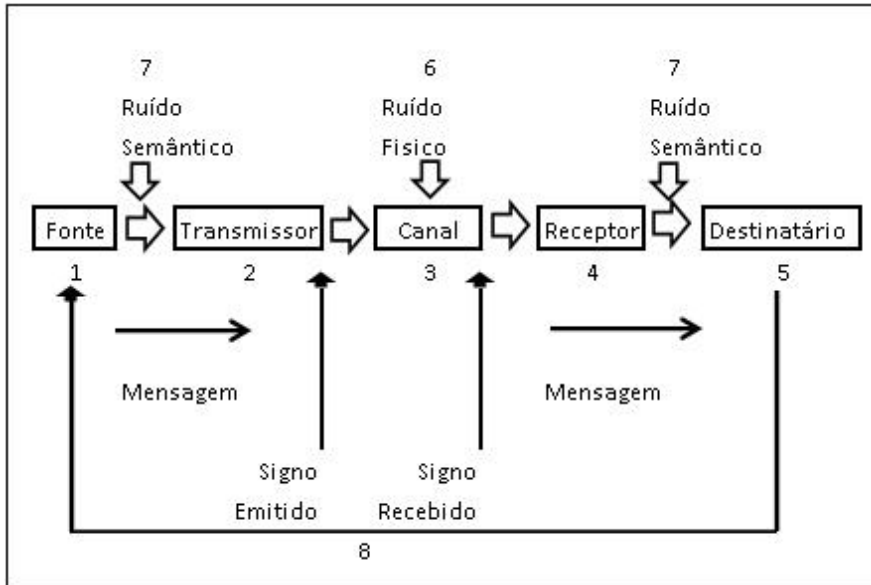 7 6 7
Ruído Ruído Ruído
Semântico Fisico Semântico
Fonte Transmissor Canal Receptor Destinatário
1 2 3 4 5
Mensagem Mensagem
Signo Signo
Emitido Recebido
8